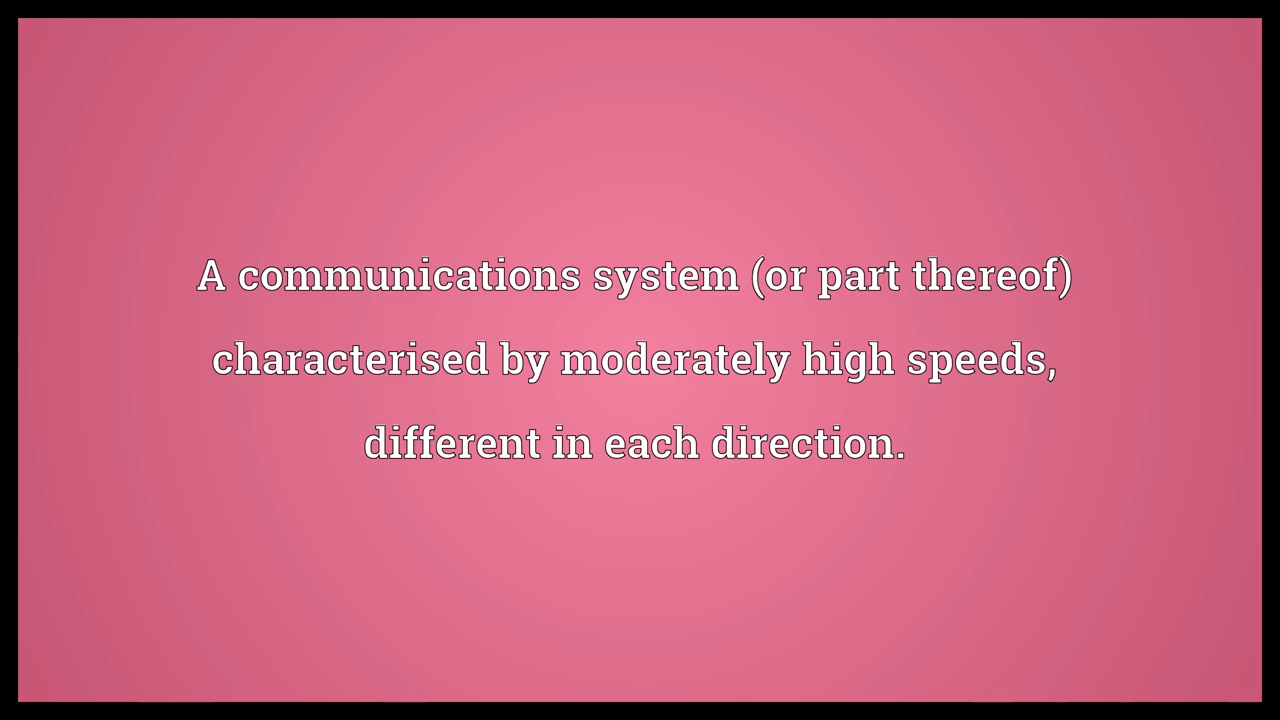 A communications system (or part thereof)
characterised by moderately high speeds,
different in each direction.